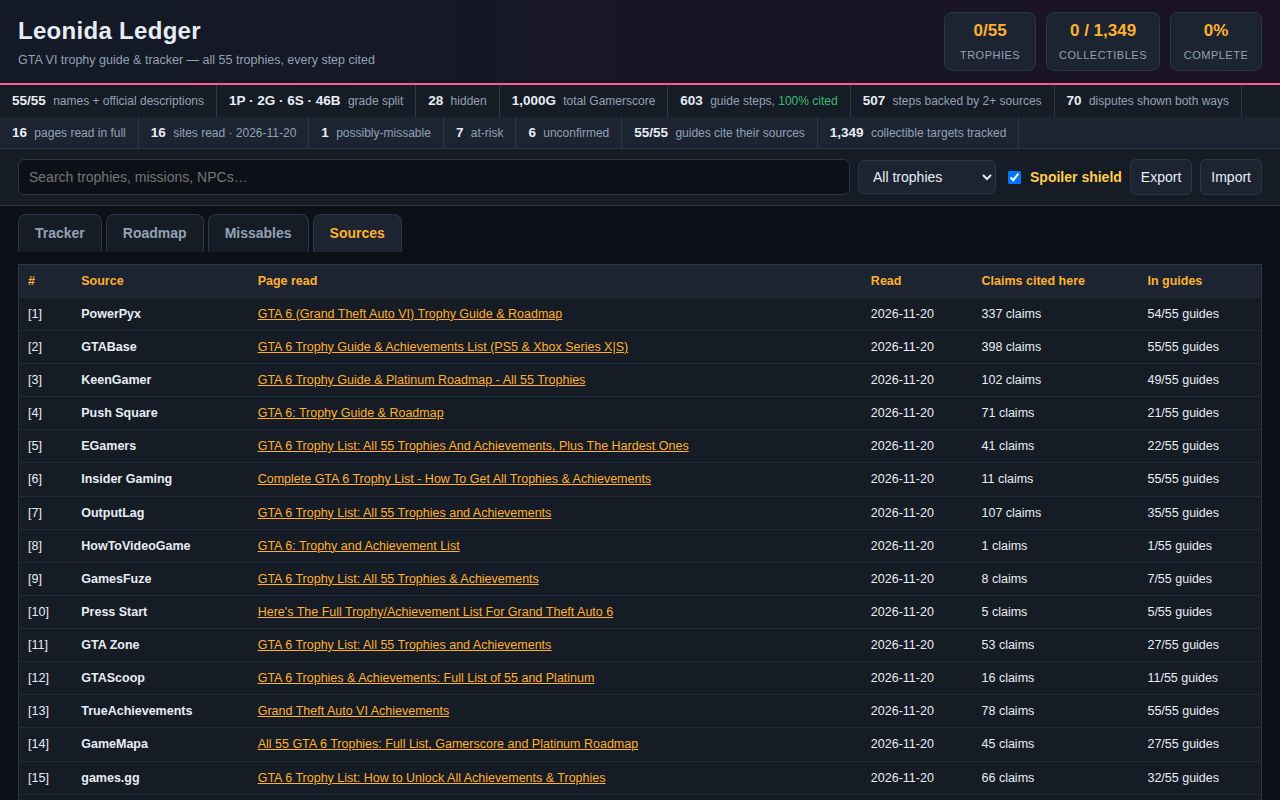 Leonida Ledger
GTA VI trophy guide & tracker — all 55 trophies, every step cited
0/55
TROPHIES
0 / 1,349
COLLECTIBLES
0%
COMPLETE
55/55 names + official descriptions
1P · 2G · 6S · 46B grade split
28 hidden
1,000G total Gamerscore
603 guide steps, 100% cited
507 steps backed by 2+ sources
70 disputes shown both ways
16 pages read in full
16 sites read · 2026-11-20
1 possibly-missable
7 at-risk
6 unconfirmed
55/55 guides cite their sources
1,349 collectible targets tracked
Search trophies, missions, NPCs…
All trophies
Spoiler shield
Export
Import
Tracker
Roadmap
Missables
Sources
# Source Page read Read Claims cited here In guides
[1] PowerPyx GTA 6 (Grand Theft Auto VI) Trophy Guide & Roadmap 2026-11-20 337 claims 54/55 guides
[2] GTABase GTA 6 Trophy Guide & Achievements List (PS5 & Xbox Series X|S) 2026-11-20 398 claims 55/55 guides
[3] KeenGamer GTA 6 Trophy Guide & Platinum Roadmap - All 55 Trophies 2026-11-20 102 claims 49/55 guides
[4] Push Square GTA 6: Trophy Guide & Roadmap 2026-11-20 71 claims 21/55 guides
[5] EGamers GTA 6 Trophy List: All 55 Trophies And Achievements, Plus The Hardest Ones 2026-11-20 41 claims 22/55 guides
[6] Insider Gaming Complete GTA 6 Trophy List - How To Get All Trophies & Achievements 2026-11-20 11 claims 55/55 guides
[7] OutputLag GTA 6 Trophy List: All 55 Trophies and Achievements 2026-11-20 107 claims 35/55 guides
[8] HowToVideoGame GTA 6: Trophy and Achievement List 2026-11-20 1 claims 1/55 guides
[9] GamesFuze GTA 6 Trophy List: All 55 Trophies & Achievements 2026-11-20 8 claims 7/55 guides
[10] Press Start Here's The Full Trophy/Achievement List For Grand Theft Auto 6 2026-11-20 5 claims 5/55 guides
[11] GTA Zone GTA 6 Trophy List: All 55 Trophies and Achievements 2026-11-20 53 claims 27/55 guides
[12] GTAScoop GTA 6 Trophies & Achievements: Full List of 55 and Platinum 2026-11-20 16 claims 11/55 guides
[13] TrueAchievements Grand Theft Auto VI Achievements 2026-11-20 78 claims 55/55 guides
[14] GameMapa All 55 GTA 6 Trophies: Full List, Gamerscore and Platinum Roadmap 2026-11-20 45 claims 27/55 guides
[15] games.gg GTA 6 Trophy List: How to Unlock All Achievements & Trophies 2026-11-20 66 claims 32/55 guides